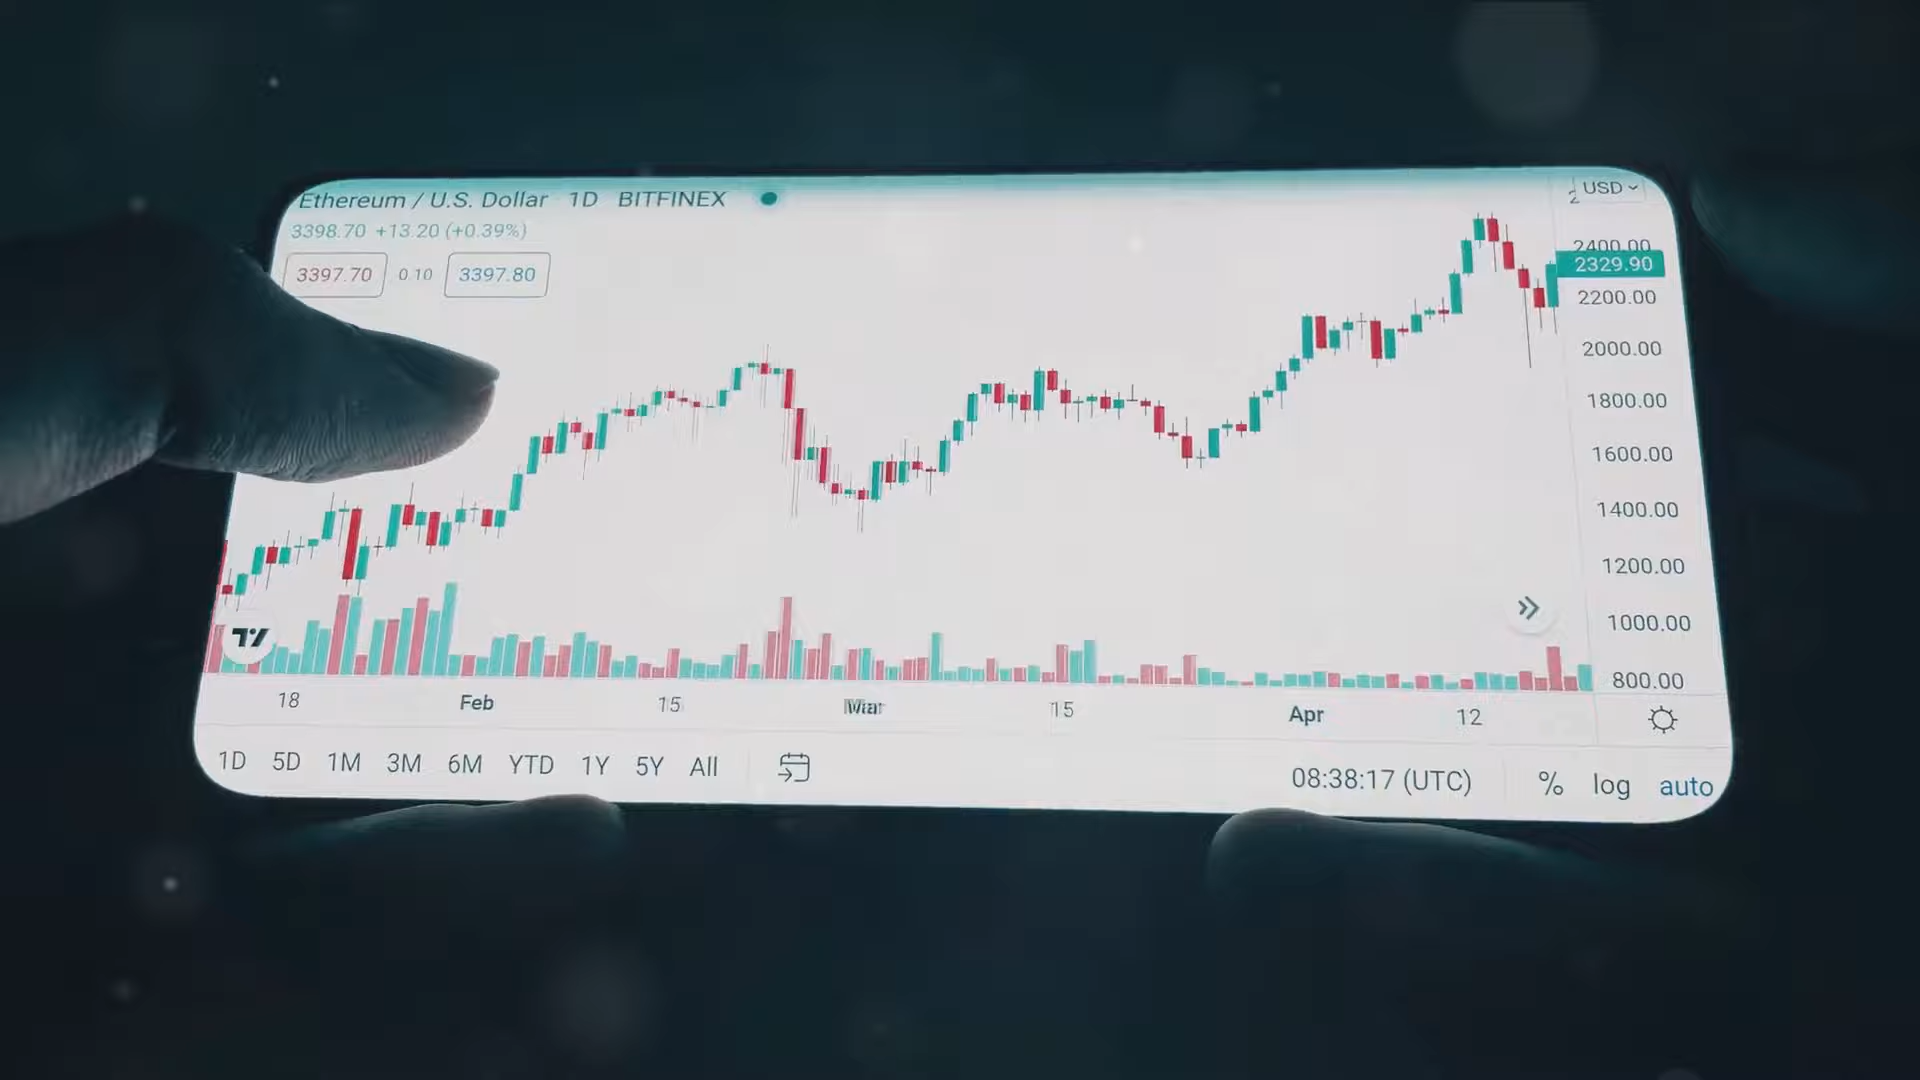 Ethereum / U.S. Dollar 1D BITFINEX
USD
3398.70 +13.20 (+0.39%)
3397.70 0.10 3397.80
2400.00
2329.90
2200.00
2000.00
1800.00
1600.00
1400.00
1200.00
1000.00
800.00
18 Feb 15 Mar 15 Apr 12
1D 5D 1M 3M 6M YTD 1Y 5Y All
08:38:17 (UTC) % log auto